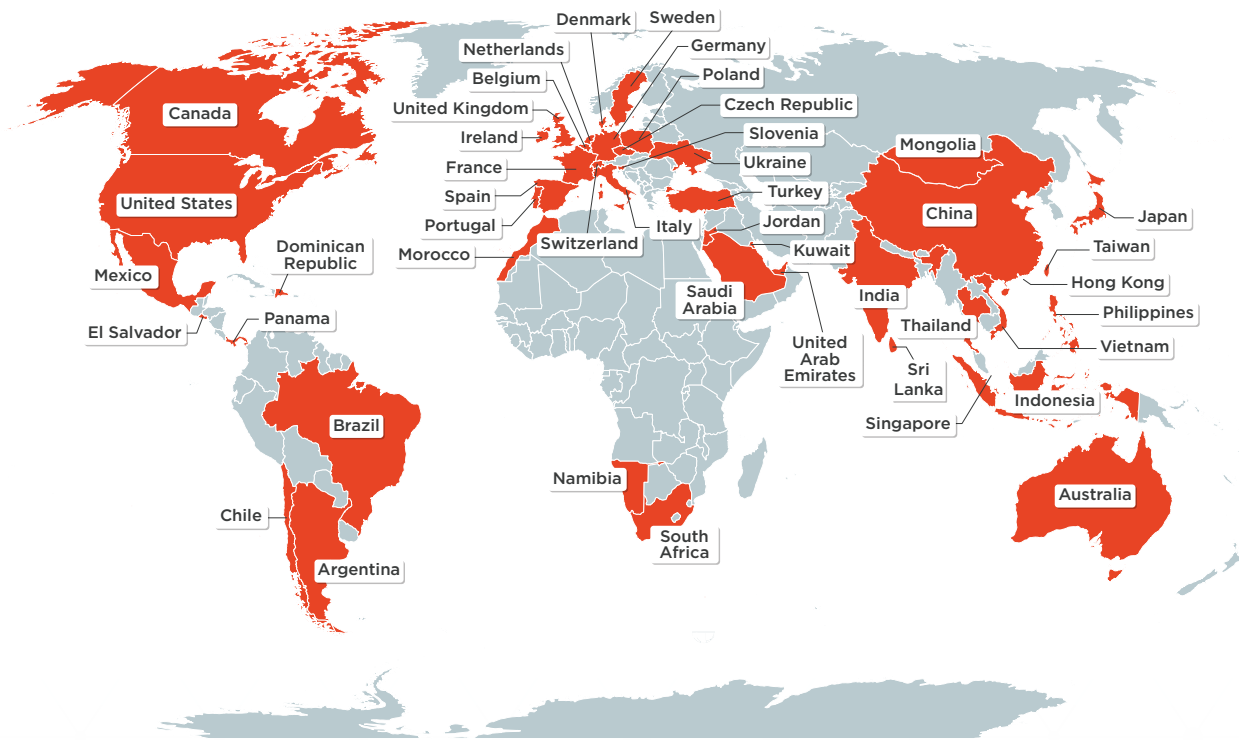 Denmark
Sweden
Netherlands
Germany
Belgium
Poland
United Kingdom
Czech Republic
Canada
Ireland
Slovenia
Mongolia
France
Ukraine
Spain
Turkey
United States
China
Japan
Portugal
Italy
Jordan
Switzerland
Taiwan
Dominican
Republic
Morocco
Kuwait
Mexico
Hong Kong
Saudi
Arabia
India
Philippines
El Salvador
Panama
Thailand
Vietnam
United
Arab
Emirates
Sri
Lanka
Indonesia
Brazil
Singapore
Namibia
Australia
Chile
South
Africa
Argentina